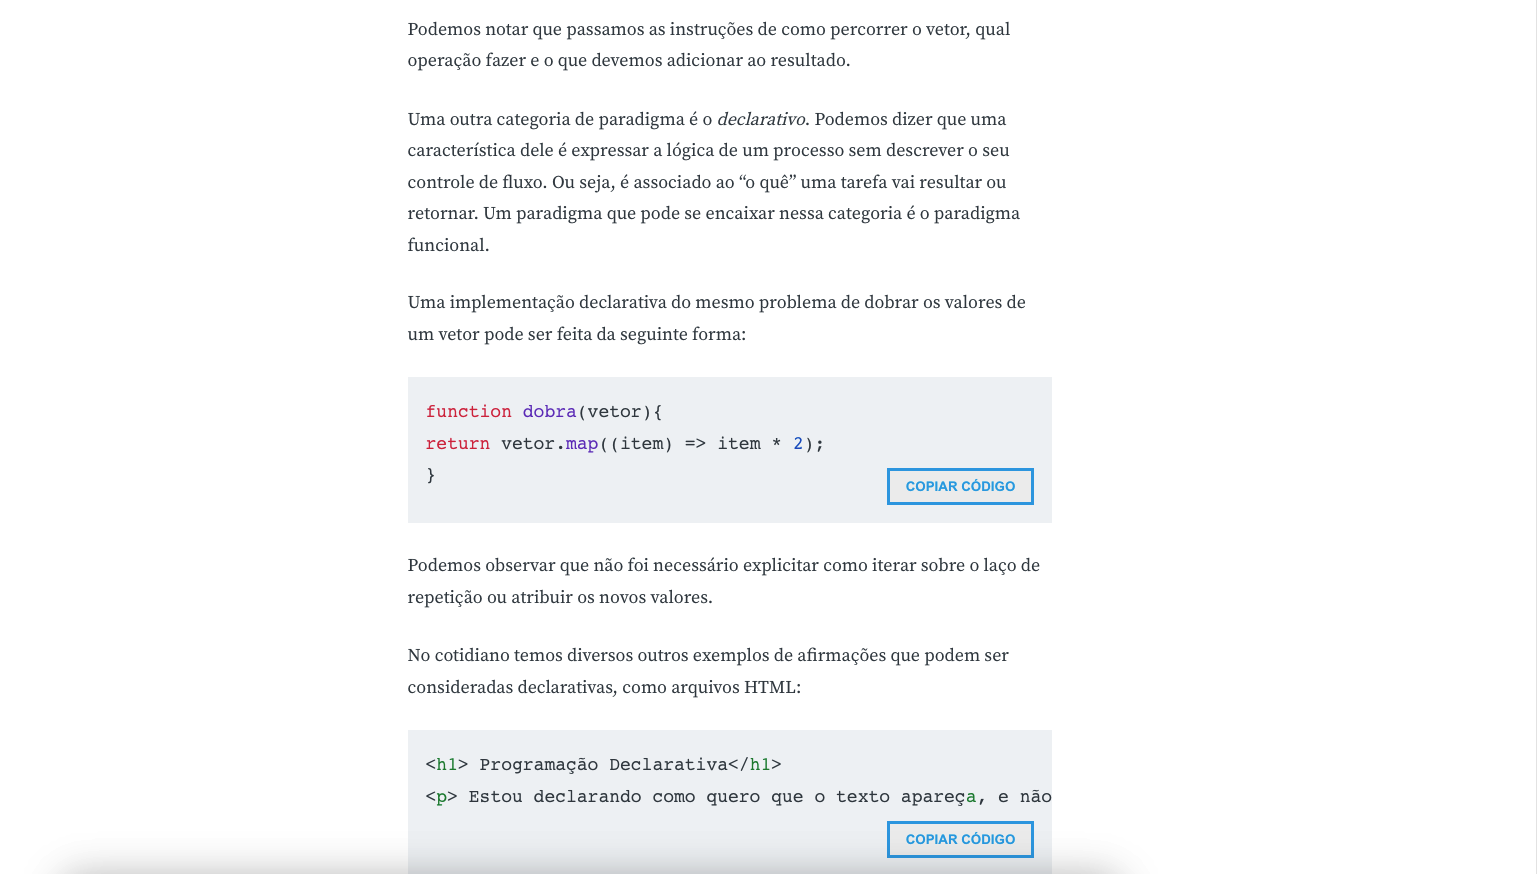 Podemos notar que passamos as instruções de como percorrer o vetor, qual
operação fazer e o que devemos adicionar ao resultado.
Uma outra categoria de paradigma é o declarativo. Podemos dizer que uma
característica dele é expressar a lógica de um processo sem descrever o seu
controle de fluxo. Ou seja, é associado ao “o quê” uma tarefa vai resultar ou
retornar. Um paradigma que pode se encaixar nessa categoria é o paradigma
funcional.
Uma implementação declarativa do mesmo problema de dobrar os valores de
um vetor pode ser feita da seguinte forma:
function dobra(vetor){
return vetor.map((item) => item * 2);
}
COPIAR CÓDIGO
Podemos observar que não foi necessário explicitar como iterar sobre o laço de
repetição ou atribuir os novos valores.
No cotidiano temos diversos outros exemplos de afirmações que podem ser
consideradas declarativas, como arquivos HTML:
<h1> Programação Declarativa</h1>
<p> Estou declarando como quero que o texto apareça, e não
COPIAR CÓDIGO